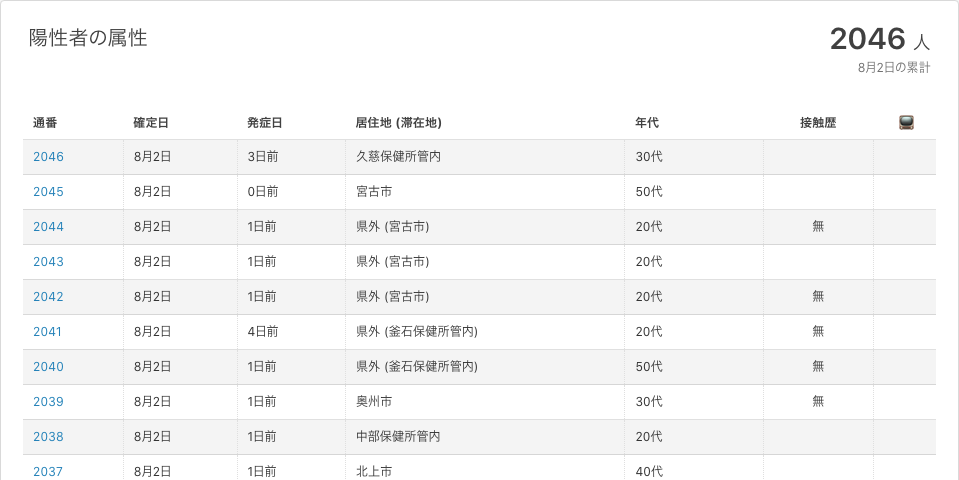 陽性者の属性
2046 人
8月2日の累計
通番 確定日 発症日 居住地 (滞在地) 年代 接触歴
2046 8月2日 3日前 久慈保健所管内 30代
2045 8月2日 0日前 宮古市 50代
2044 8月2日 1日前 県外 (宮古市) 20代 無
2043 8月2日 1日前 県外 (宮古市) 20代
2042 8月2日 1日前 県外 (宮古市) 20代 無
2041 8月2日 4日前 県外 (釜石保健所管内) 20代 無
2040 8月2日 1日前 県外 (釜石保健所管内) 50代 無
2039 8月2日 1日前 奥州市 30代 無
2038 8月2日 1日前 中部保健所管内 20代
2037 8月2日 1日前 北上市 40代